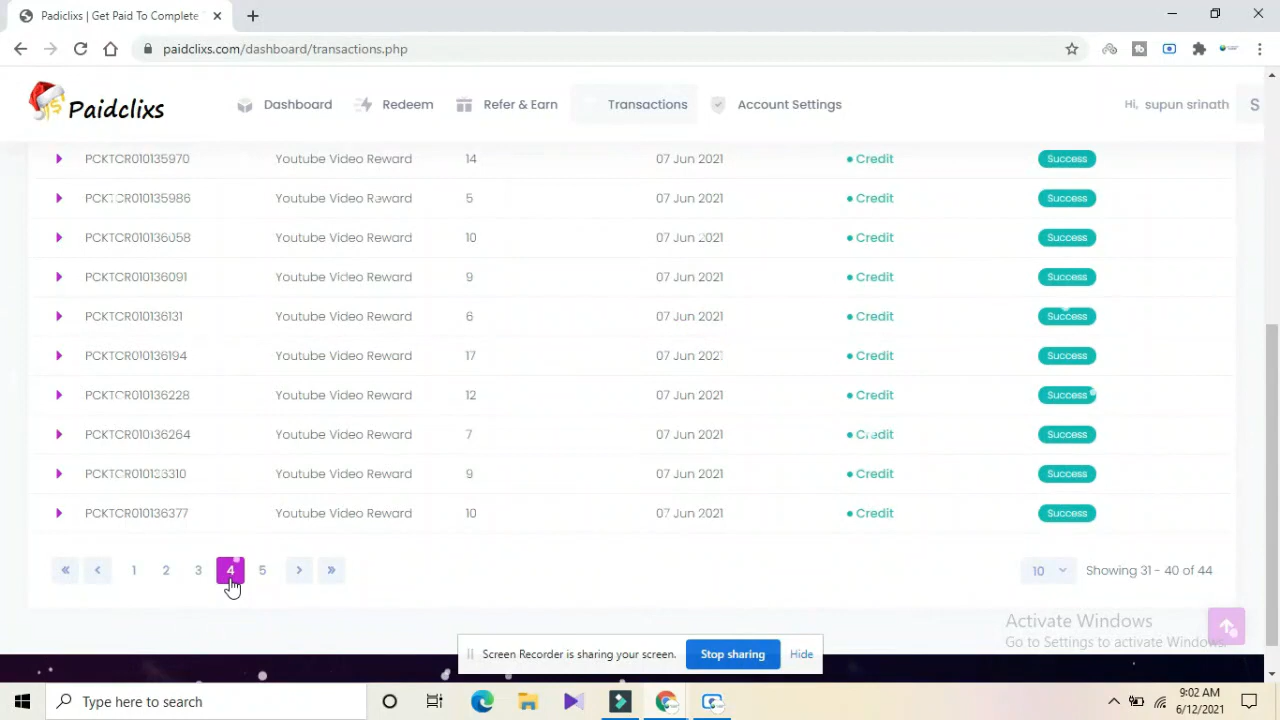 Padiclixs | Get Paid To Complete
paidclixs.com/dashboard/transactions.php
Paidclixs Dashboard Redeem Refer & Earn Transactions Account Settings Hi, supun srinath S
PCKTCR010135970 Youtube Video Reward 14 07 Jun 2021 Credit Success
PCKTCR010135986 Youtube Video Reward 5 07 Jun 2021 Credit Success
PCKTCR010136058 Youtube Video Reward 10 07 Jun 2021 Credit Success
PCKTCR010136091 Youtube Video Reward 9 07 Jun 2021 Credit Success
PCKTCR010136131 Youtube Video Reward 6 07 Jun 2021 Credit Success
PCKTCR010136194 Youtube Video Reward 17 07 Jun 2021 Credit Success
PCKTCR010136228 Youtube Video Reward 12 07 Jun 2021 Credit Success
PCKTCR010136264 Youtube Video Reward 7 07 Jun 2021 Credit Success
PCKTCR010136310 Youtube Video Reward 9 07 Jun 2021 Credit Success
PCKTCR010136377 Youtube Video Reward 10 07 Jun 2021 Credit Success
« ‹ 1 2 3 4 5 › » 10 Showing 31 - 40 of 44
Activate Windows
Go to Settings to activate Windows.
Screen Recorder is sharing your screen. Stop sharing Hide
Type here to search
9:02 AM
6/12/2021